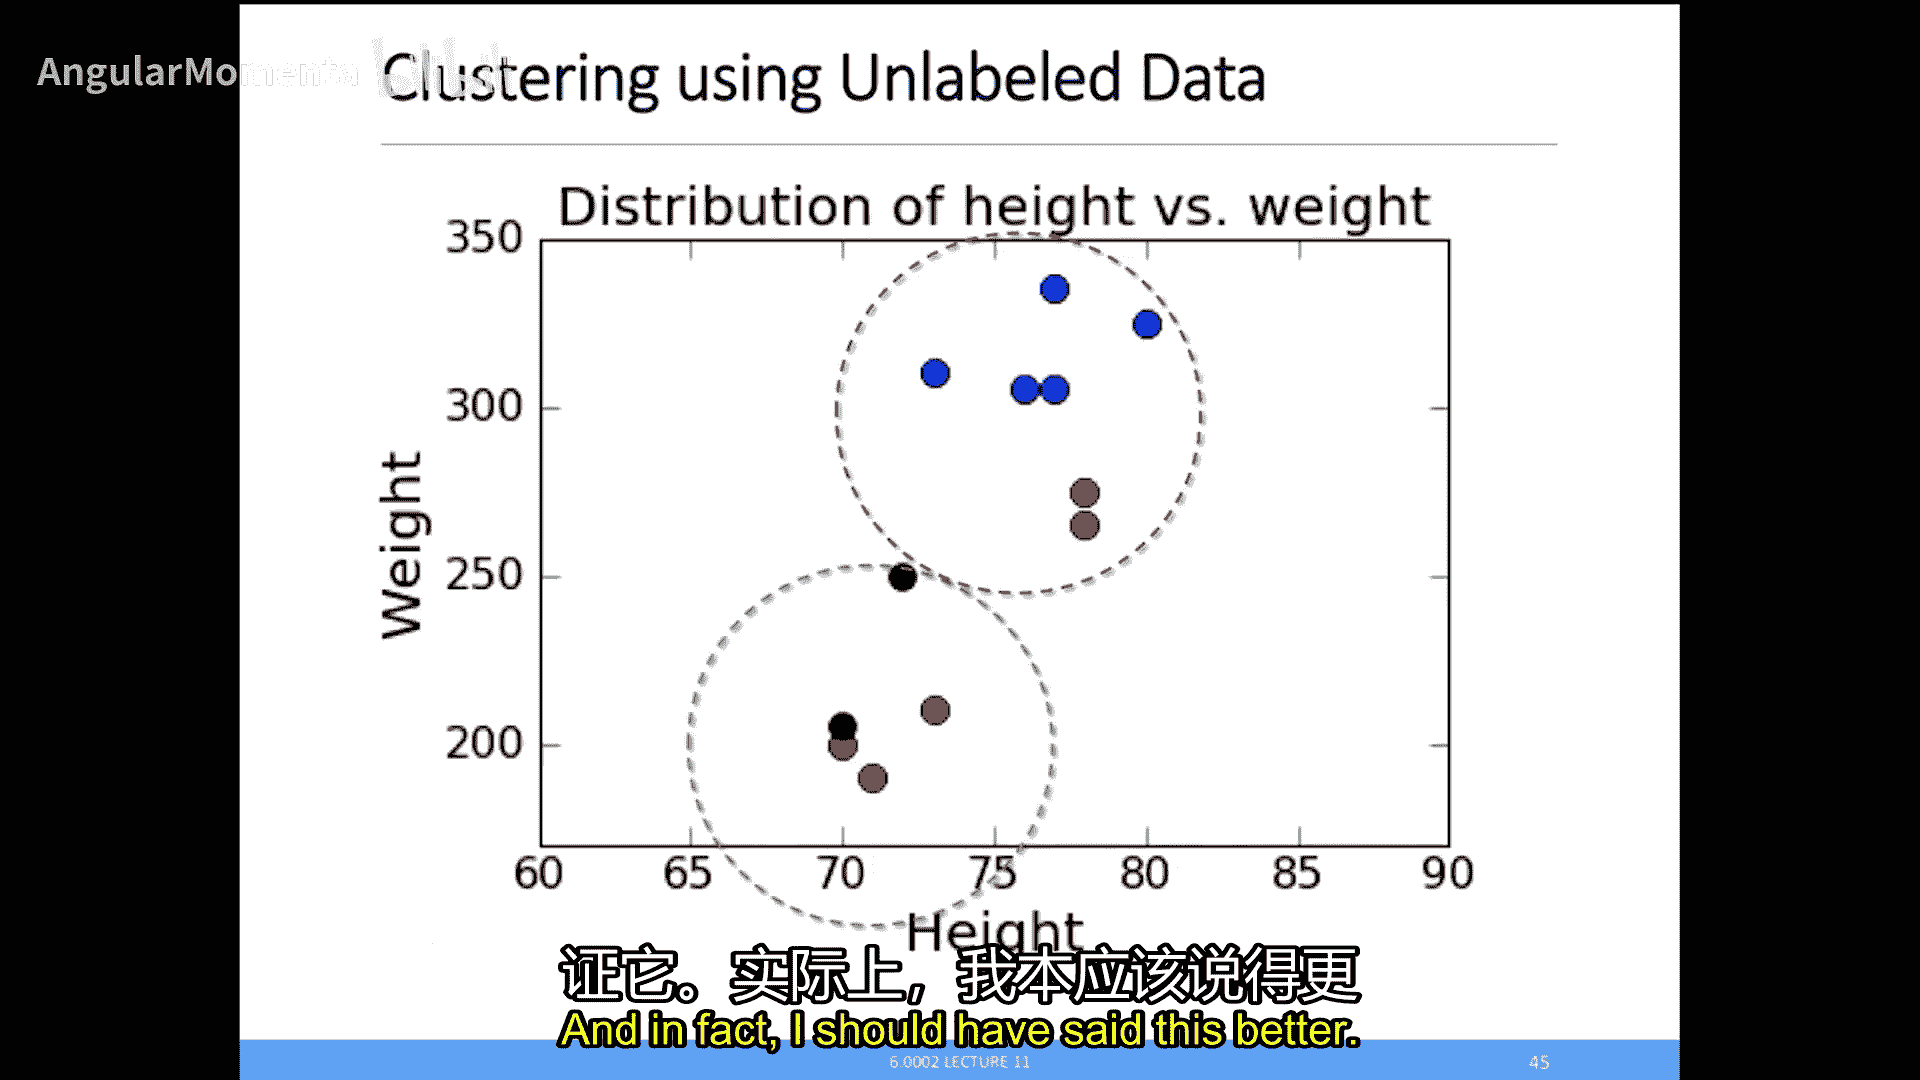 AngularMomenta
Clustering using Unlabeled Data
Distribution of height vs. weight
350
300
250
200
Weight
60 65 70 75 80 85 90
Height
证它。实际上，我本应该说得更
And in fact, I should have said this better.
6.0002 LECTURE 11
45